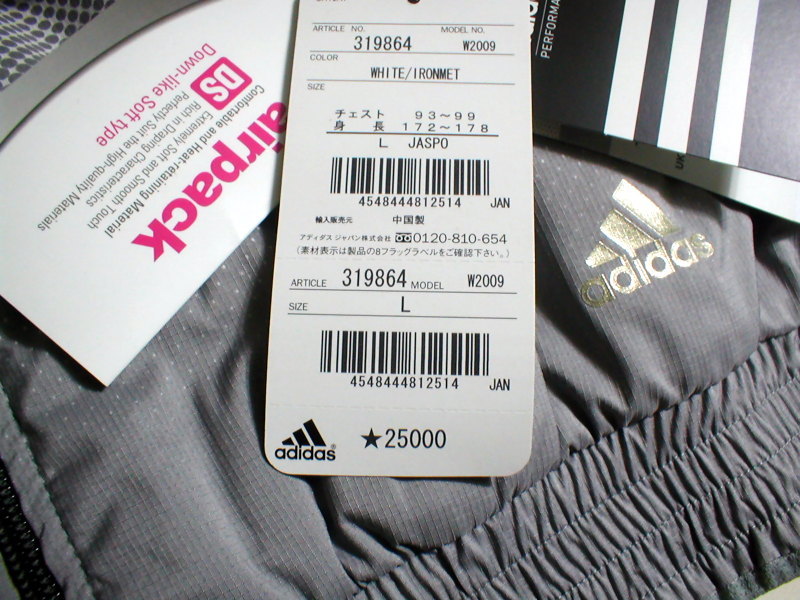 ARTICLE NO. MODEL NO.
319864 W2009
COLOR
WHITE/IRONMET
SIZE
チェスト 93〜99
身 長 172〜178
L JASPO
4548444812514 JAN
輸入販売元 中国製
アディダス ジャパン株式会社 0120-810-654
(素材表示は製品の8フラッグラベルをご確認下さい。)
ARTICLE 319864 MODEL W2009
SIZE L
4548444812514 JAN
adidas
★25000
airpack
Comfortable and Heat-retaining Material
Extremely Soft and Smooth Touch
Rich in Draping Characteristics
Perfectly Suit the High-quality Materials
DS
Down-like Soft type
adidas